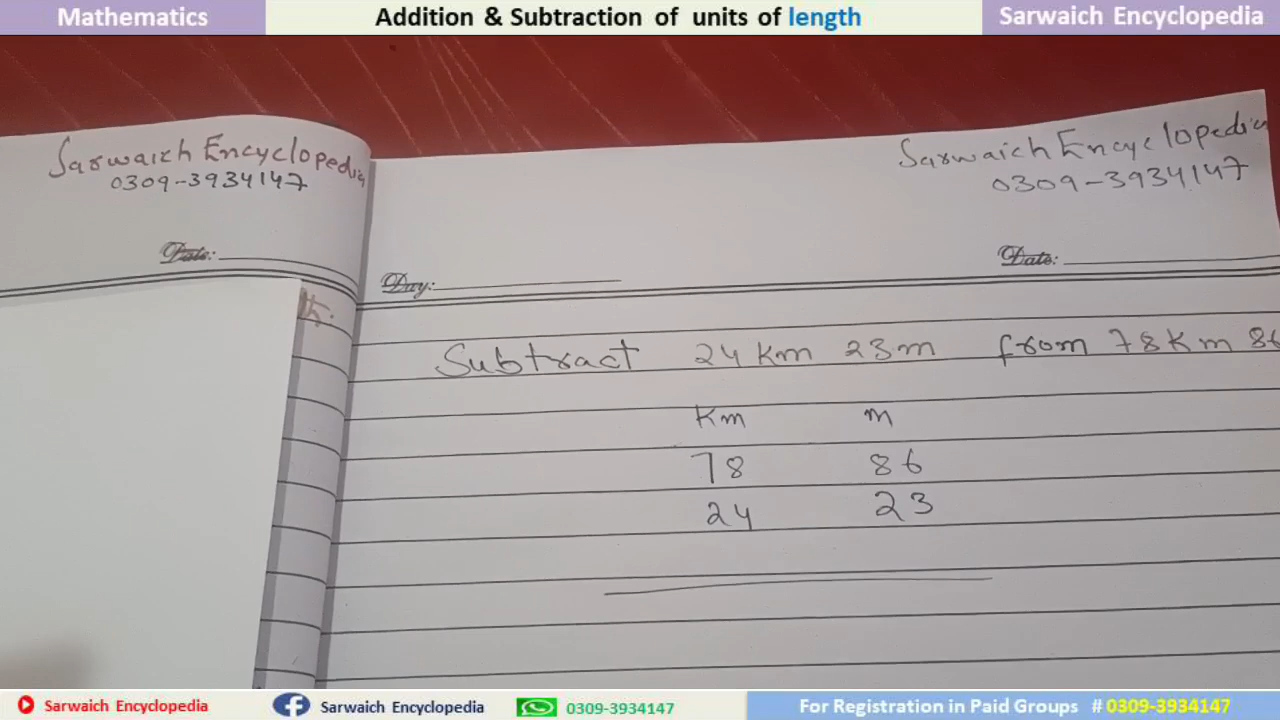 Mathematics
Addition & Subtraction of units of length
Sarwaich Encyclopedia
Sarwaich Encyclopedia
0309-3934147
Date:
Sarwaich Encyclopedia
0309-3934147
Day:
Date:
Subtract 24 Km 23 m from 78 Km 86
Km m
78 86
24 23
Sarwaich Encyclopedia
Sarwaich Encyclopedia
0309-3934147
For Registration in Paid Groups # 0309-3934147